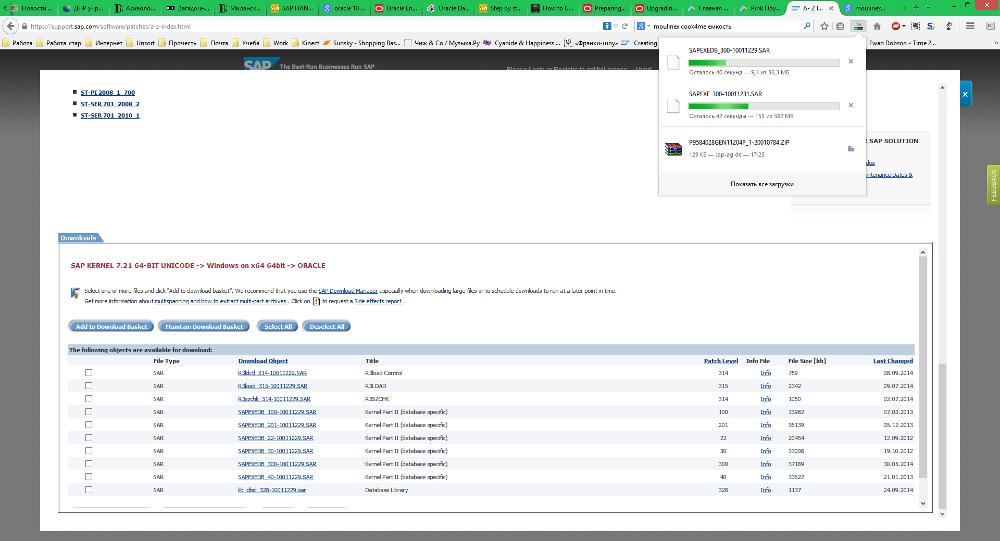 Новости ...
ДНР учр...
Археоло...
BBC Загадочн...
Миланск...
SCN SAP HAN...
oracle 10 ...
Oracle En...
Oracle Da...
SCN Step by st...
How to U...
Preparing...
Upgradin...
Главная ...
Pink Floy...
A- Z I...
moulinex...
https://support.sap.com/software/patches/a-z-index.html
moulinex cook4me емкость
ABP
1м
Работа
Работа_стар
Интернет
Unsort
Прочесть
Почта
Учеба
Work
Kinect
Sunsky - Shopping Bas...
Чиж & Co / Музыка.Ру
Cyanide & Happiness ...
«Фрэнки-шоу»
Creating
Ewan Dobson - Time 2...
SAP The Best-Run Businesses Run SAP
Please Login or Register to get full access
About
SAPEXEDB_300-10011229.SAR
Осталось 40 секунд — 9,4 из 36,3 МБ
SAPEXE_300-10011231.SAR
Осталось 42 секунды — 155 из 382 МБ
P9584028GEN11204P_1-20010784.ZIP
129 КБ — sap-ag.de — 17:25
Показать все загрузки
ST-PI 2008_1_700
ST-SER 701_2008_2
ST-SER 701_2010_1
x
SAP SOLUTION
des
intenance Dates &
FEEDBACK
Downloads
SAP KERNEL 7.21 64-BIT UNICODE -> Windows on x64 64bit -> ORACLE
Select one or more files and click "Add to download basket". We recommend that you use the SAP Download Manager especially when downloading large files or to schedule downloads to run at a later point in time.
Get more information about multispanning and how to extract multi-part archives . Click on ! to request a Side effects report .
Add to Download Basket Maintain Download Basket Select All Deselect All
The following objects are available for download:
File Type Download Object Title Patch Level Info File File Size [kb] Last Changed
SAR R3ldctl_314-10011229.SAR R3load Control 314 Info 759 08.09.2014
SAR R3load_315-10011229.SAR R3LOAD 315 Info 2342 09.07.2014
SAR R3szchk_314-10011229.SAR R3SZCHK 314 Info 1050 02.07.2014
SAR SAPEXEDB_100-10011229.SAR Kernel Part II (database specific) 100 Info 33982 07.03.2013
SAR SAPEXEDB_201-10011229.SAR Kernel Part II (database specific) 201 Info 36139 05.12.2013
SAR SAPEXEDB_22-10011229.SAR Kernel Part II (database specific) 22 Info 20454 12.09.2012
SAR SAPEXEDB_30-10011229.SAR Kernel Part II (database specific) 30 Info 33008 19.10.2012
SAR SAPEXEDB_300-10011229.SAR Kernel Part II (database specific) 300 Info 37189 30.05.2014
SAR SAPEXEDB_40-10011229.SAR Kernel Part II (database specific) 40 Info 33622 21.01.2013
SAR lib_dbsl_328-10011229.sar Database Library 328 Info 1137 24.09.2014